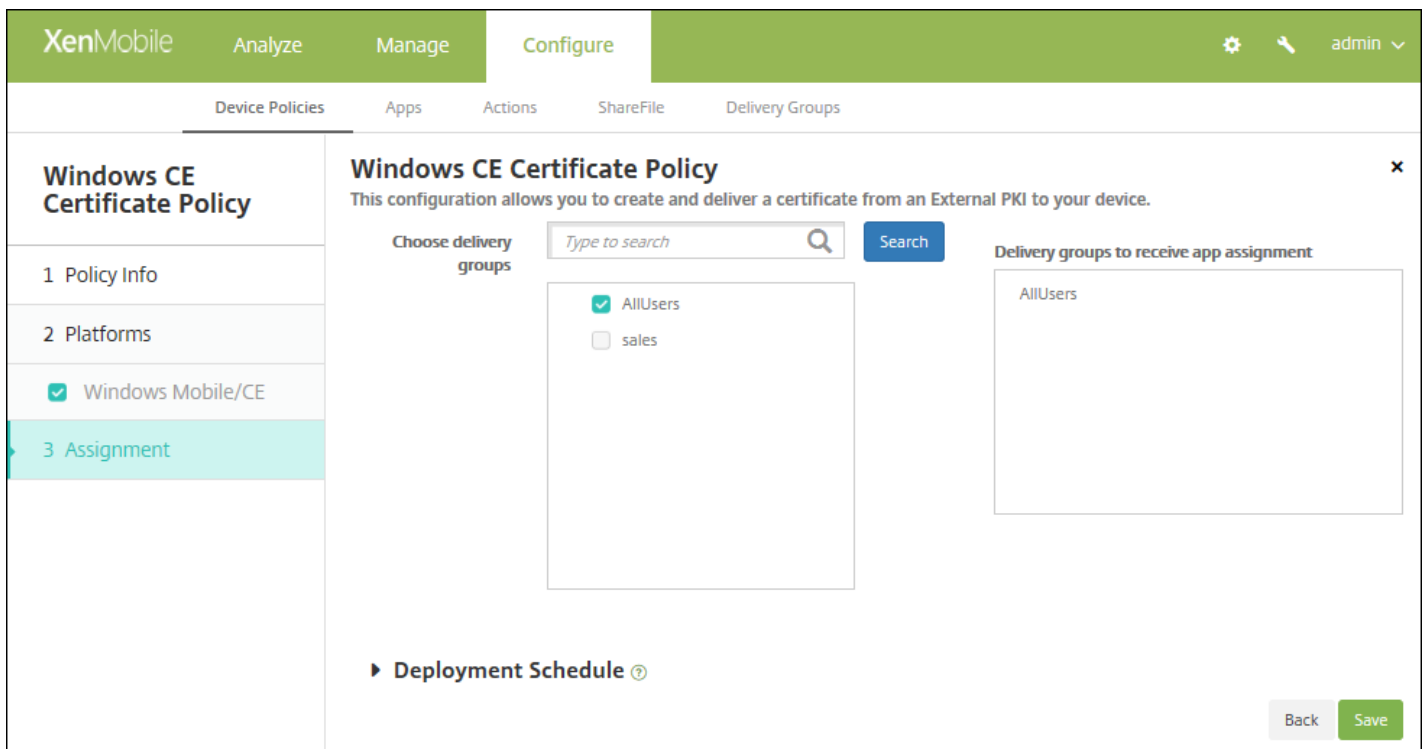 XenMobile Analyze Manage Configure admin
Device Policies Apps Actions ShareFile Delivery Groups
Windows CE
Certificate Policy
1 Policy Info
2 Platforms
Windows Mobile/CE
3 Assignment
Windows CE Certificate Policy
This configuration allows you to create and deliver a certificate from an External PKI to your device.
Choose delivery
groups
Type to search
Search
AllUsers
sales
Delivery groups to receive app assignment
AllUsers
Deployment Schedule ?
Back Save